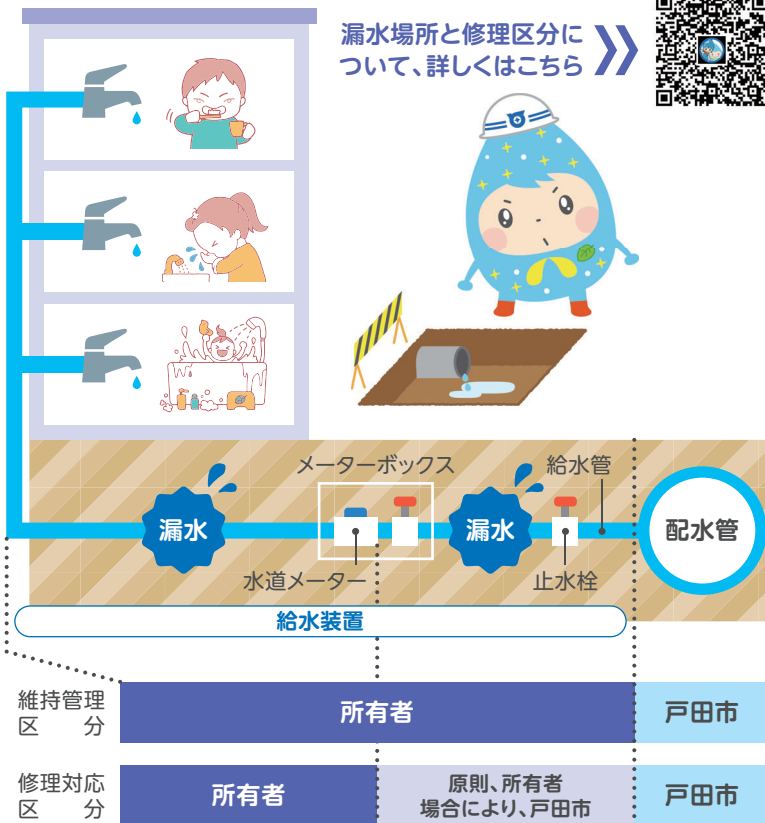 漏水場所と修理区分に
ついて、詳しくはこちら
メーターボックス
給水管
漏水
漏水
配水管
水道メーター
止水栓
給水装置
維持管理
区　分
所有者
戸田市
修理対応
区　分
所有者
原則、所有者
場合により、戸田市
戸田市